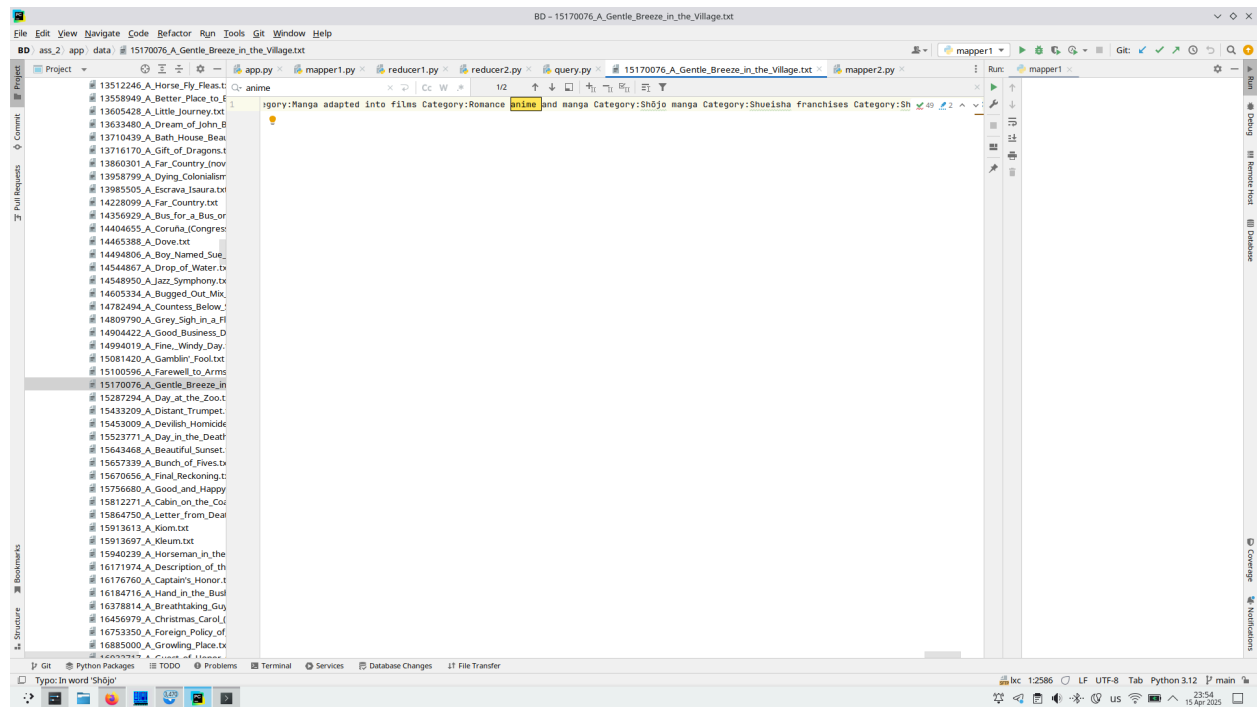 BD – 15170076_A_Gentle_Breeze_in_the_Village.txt
File Edit View Navigate Code Refactor Run Tools Git Window Help
BD ass_2 app data 15170076_A_Gentle_Breeze_in_the_Village.txt mapper1 Git:
Project app.py mapper1.py reducer1.py reducer2.py query.py 15170076_A_Gentle_Breeze_in_the_Village.txt mapper2.py Run: mapper1
anime Cc W .* 1/2
1 gory:Manga adapted into films Category:Romance anime and manga Category:Shōjo manga Category:Shueisha franchises Category:Sh 49 2
13512246_A_Horse_Fly_Fleas.t
13558949_A_Better_Place_to_
13605428_A_Little_Journey.txt
13633480_A_Dream_of_John_B
13710439_A_Bath_House_Beau
13716170_A_Gift_of_Dragons.t
13860301_A_Far_Country_(nov
13958799_A_Dying_Colonialism
13985505_A_Escrava_Isaura.txt
14228099_A_Far_Country.txt
14356929_A_Bus_for_a_Bus_or
14404655_A_Coruña_(Congres
14465388_A_Dove.txt
14494806_A_Boy_Named_Sue_
14544867_A_Drop_of_Water.tx
14548950_A_Jazz_Symphony.tx
14605334_A_Bugged_Out_Mix_
14782494_A_Countess_Below_
14809790_A_Grey_Sigh_in_a_Fl
14904422_A_Good_Business_D
14994019_A_Fine,_Windy_Day.
15081420_A_Gamblin'_Fool.txt
15100596_A_Farewell_to_Arms
15170076_A_Gentle_Breeze_in
15287294_A_Day_at_the_Zoo.t
15433209_A_Distant_Trumpet.
15453009_A_Devilish_Homicide
15523771_A_Day_in_the_Death
15643468_A_Beautiful_Sunset.
15657339_A_Bunch_of_Fives.tx
15670656_A_Final_Reckoning.t
15756680_A_Good_and_Happy
15812271_A_Cabin_on_the_Coa
15864750_A_Letter_from_Dea
15913613_A_Kiom.txt
15913697_A_Kleum.txt
15940239_A_Horseman_in_the
16171974_A_Description_of_th
16176760_A_Captain's_Honor.t
16184716_A_Hand_in_the_Bus
16378814_A_Breathtaking_Guy
16456979_A_Christmas_Carol_(
16753350_A_Foreign_Policy_of
16885000_A_Growling_Place.tx
Project
Commit
Pull Requests
Bookmarks
Structure
Run
Debug
Remote Host
Database
Coverage
Notifications
Git Python Packages TODO Problems Terminal Services Database Changes File Transfer
Typo: In word 'Shōjo' lxc 1:2586 LF UTF-8 Tab Python 3.12 main
us 23:54
15 Apr 2025